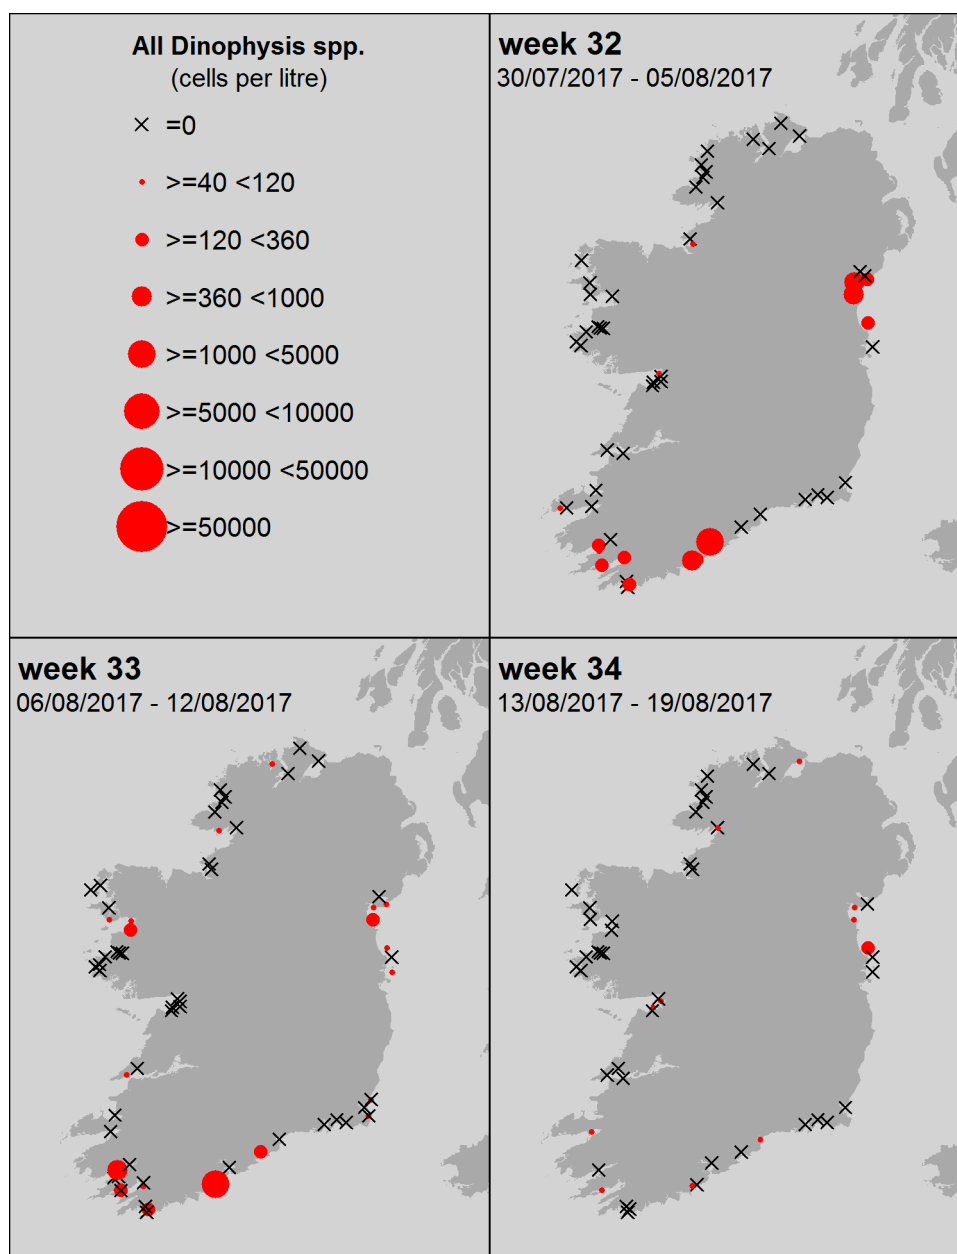 All Dinophysis spp.
(cells per litre)
=0
>=40 <120
>=120 <360
>=360 <1000
>=1000 <5000
>=5000 <10000
>=10000 <50000
>=50000
week 32
30/07/2017 - 05/08/2017
week 33
06/08/2017 - 12/08/2017
week 34
13/08/2017 - 19/08/2017